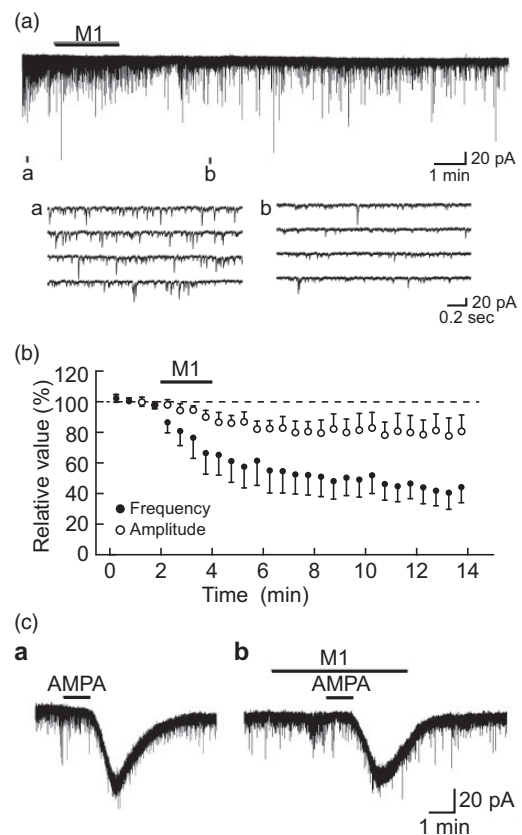 (a)
M1
20 pA
1 min
a
b
a
b
20 pA
0.2 sec
(b)
M1
Relative value (%)
120
100
80
60
40
20
0
Frequency
Amplitude
0 2 4 6 8 10 12 14
Time (min)
(c)
a
b
M1
AMPA
AMPA
20 pA
1 min